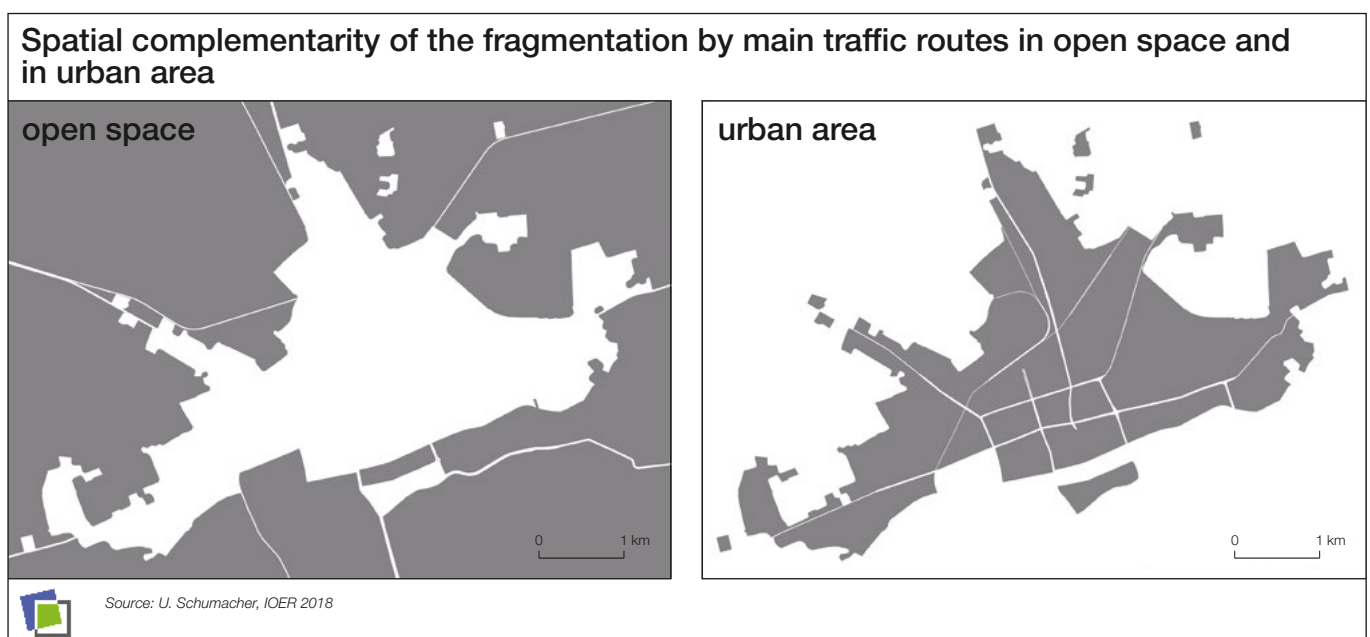 Spatial complementarity of the fragmentation by main traffic routes in open space and
in urban area
open space
urban area
0 1 km
0 1 km
Source: U. Schumacher, IOER 2018